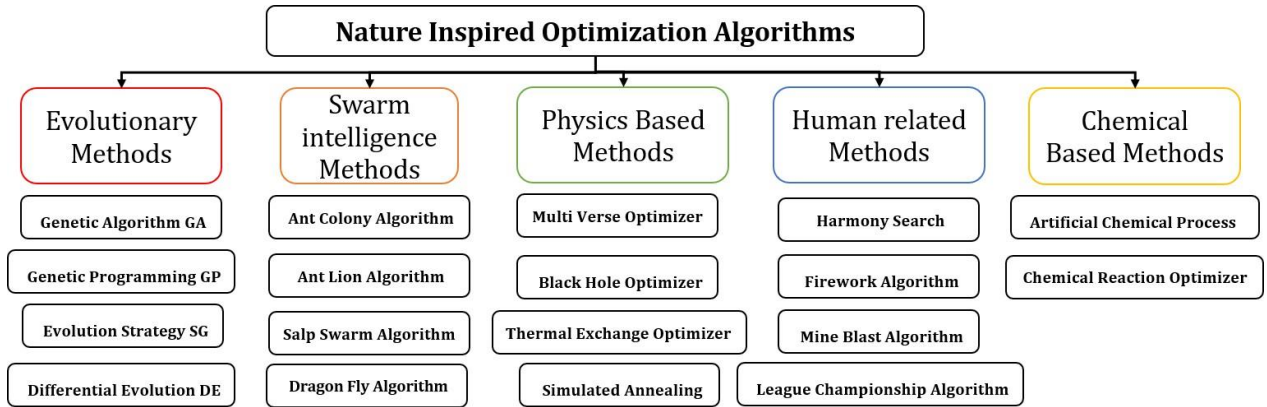 Nature Inspired Optimization Algorithms
Evolutionary
Methods
Swarm
intelligence
Methods
Physics Based
Methods
Human related
Methods
Chemical
Based Methods
Genetic Algorithm GA
Genetic Programming GP
Evolution Strategy SG
Differential Evolution DE
Ant Colony Algorithm
Ant Lion Algorithm
Salp Swarm Algorithm
Dragon Fly Algorithm
Multi Verse Optimizer
Black Hole Optimizer
Thermal Exchange Optimizer
Simulated Annealing
Harmony Search
Firework Algorithm
Mine Blast Algorithm
League Championship Algorithm
Artificial Chemical Process
Chemical Reaction Optimizer